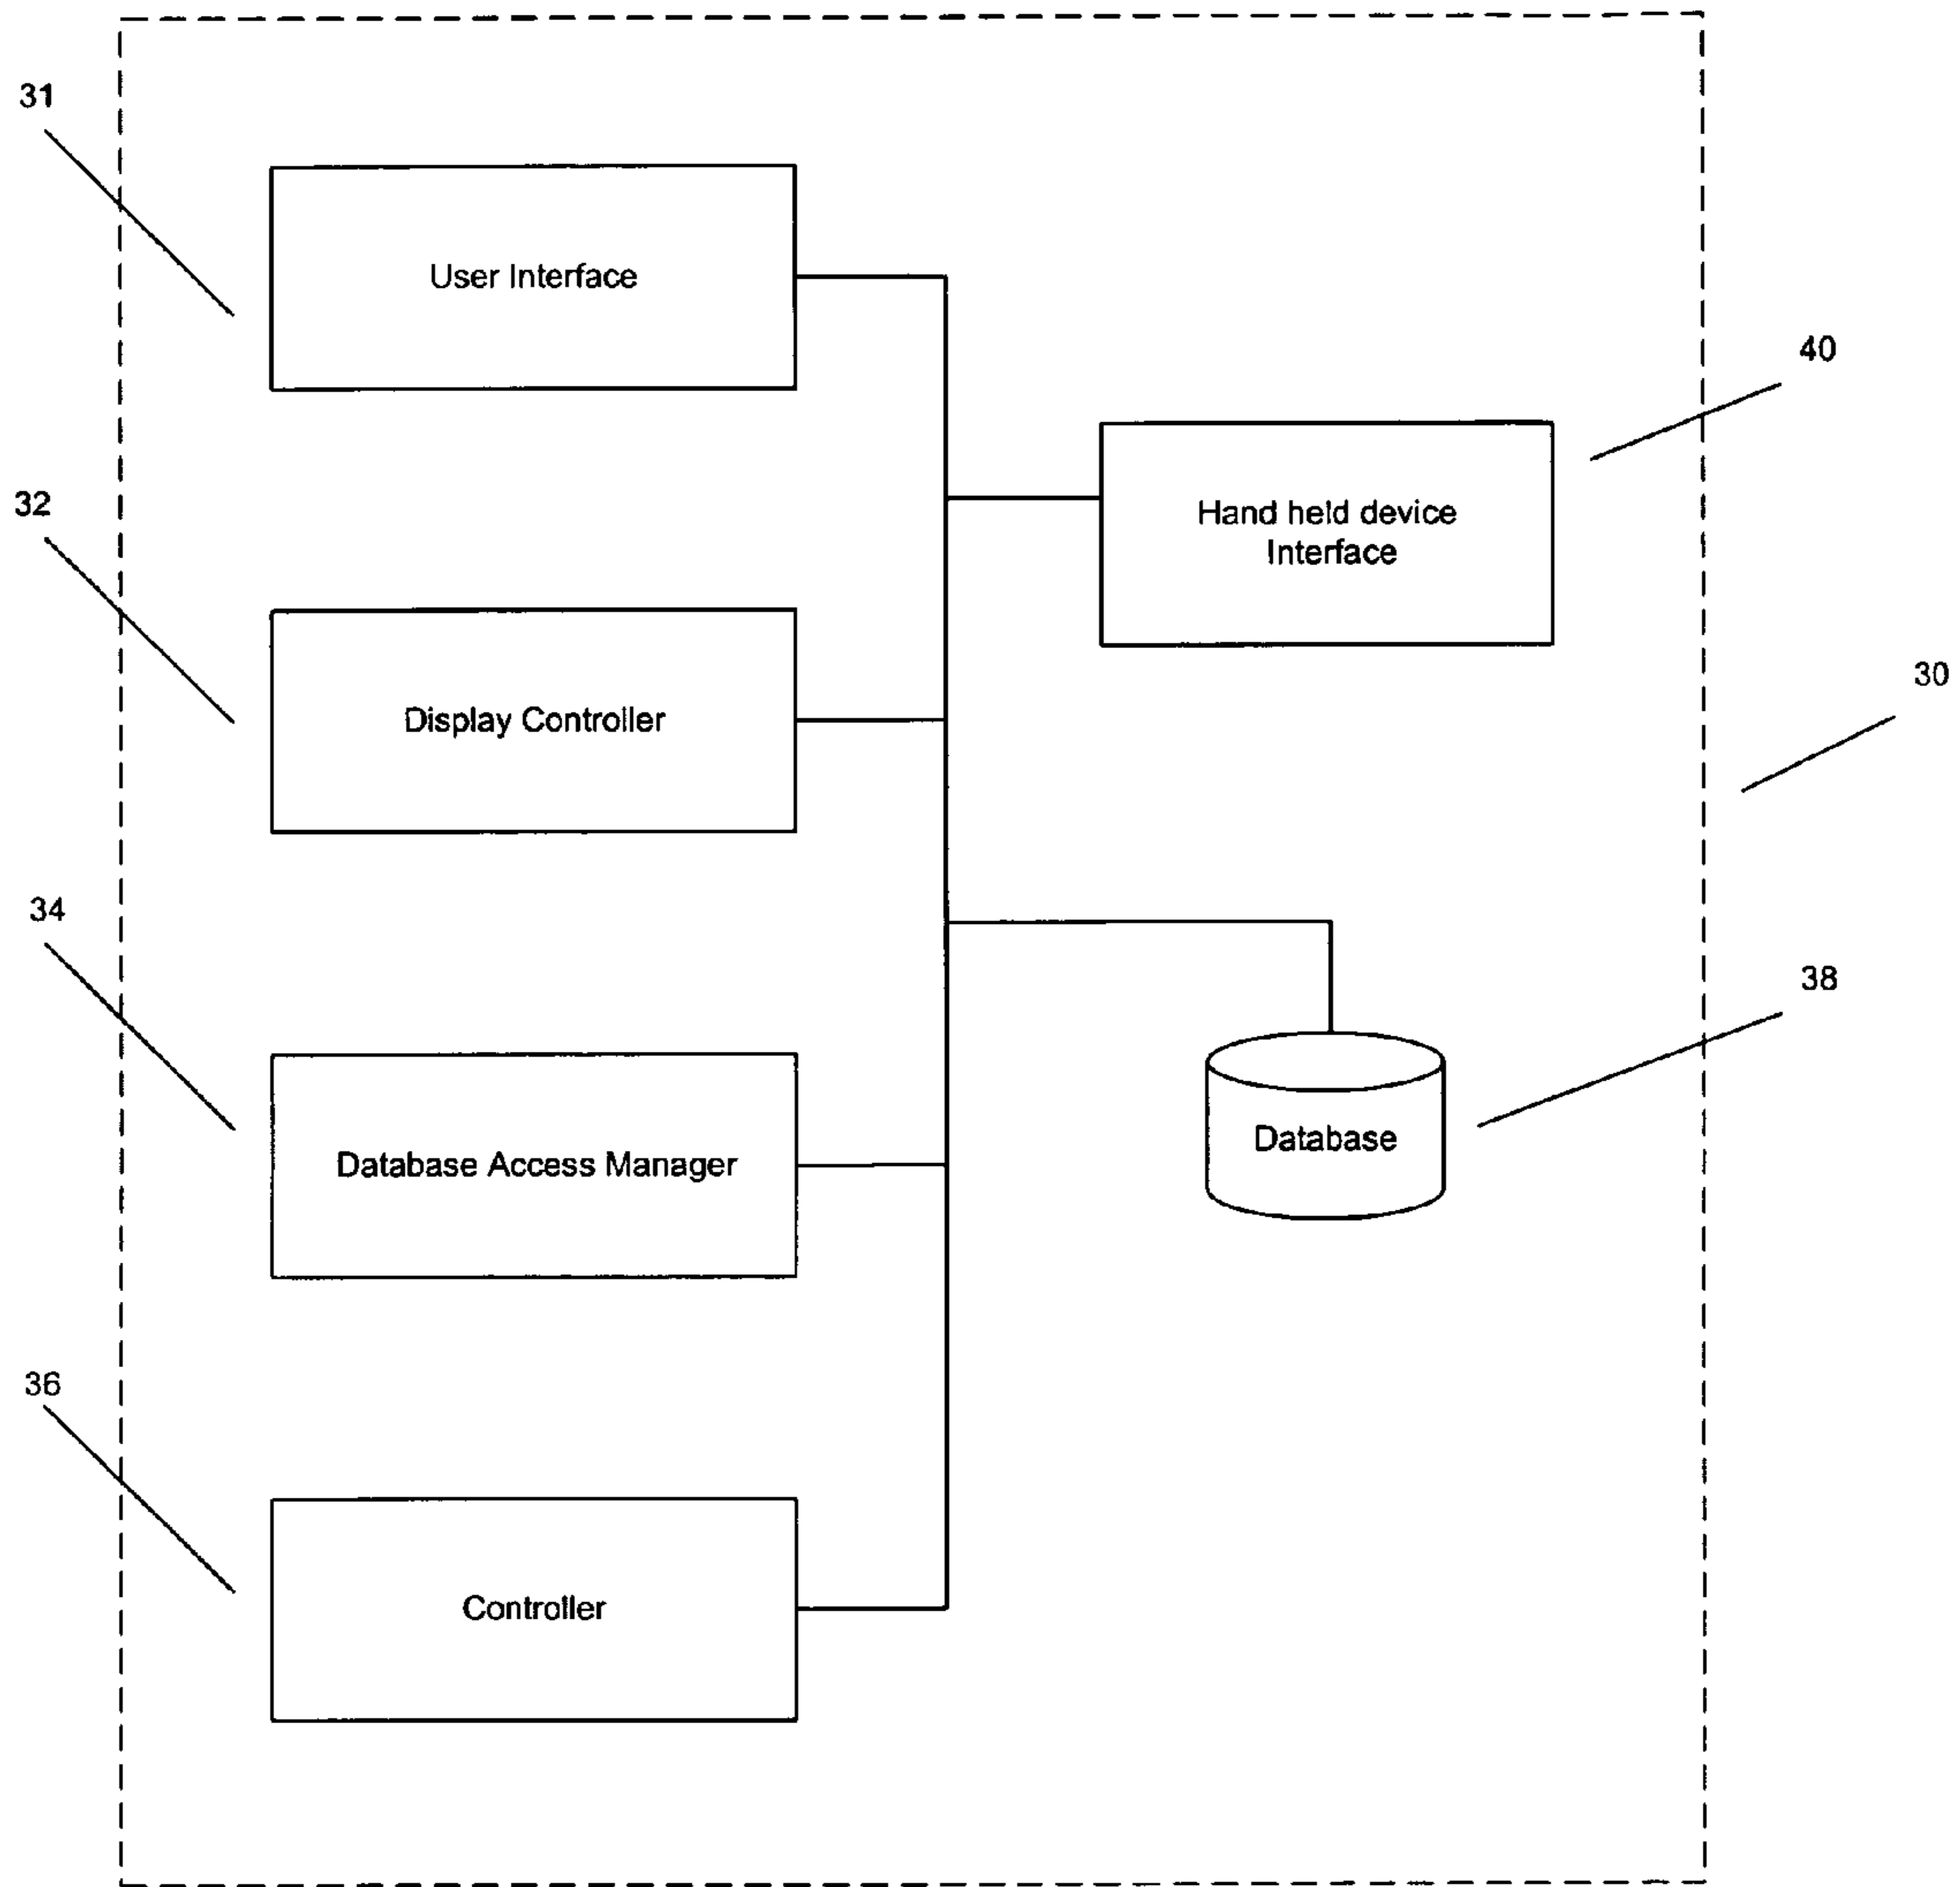 31
User Interface
40
Hand held device
Interface
32
Display Controller
30
34
38
Database
Database Access Manager
36
Controller